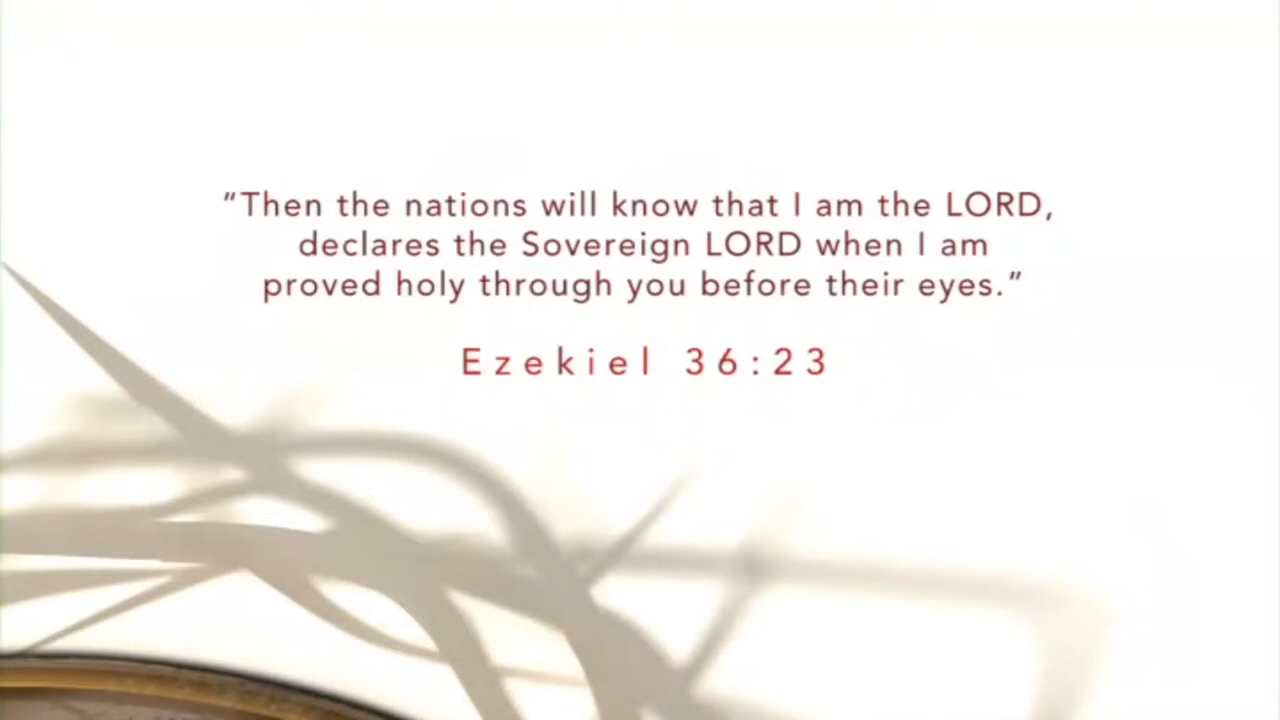 “Then the nations will know that I am the LORD,
declares the Sovereign LORD when I am
proved holy through you before their eyes.”
Ezekiel 36:23